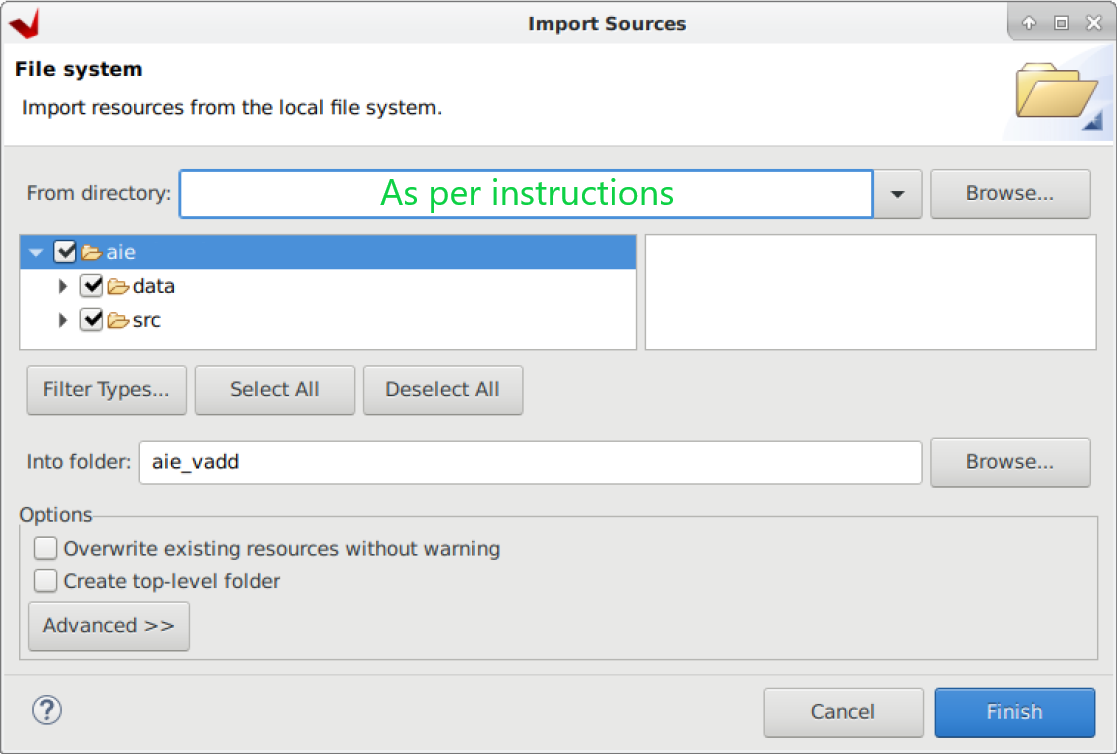 Import Sources
File system
Import resources from the local file system.
From directory: As per instructions Browse...
aie
data
src
Filter Types... Select All Deselect All
Into folder: aie_vadd Browse...
Options
Overwrite existing resources without warning
Create top-level folder
Advanced >>
? Cancel Finish